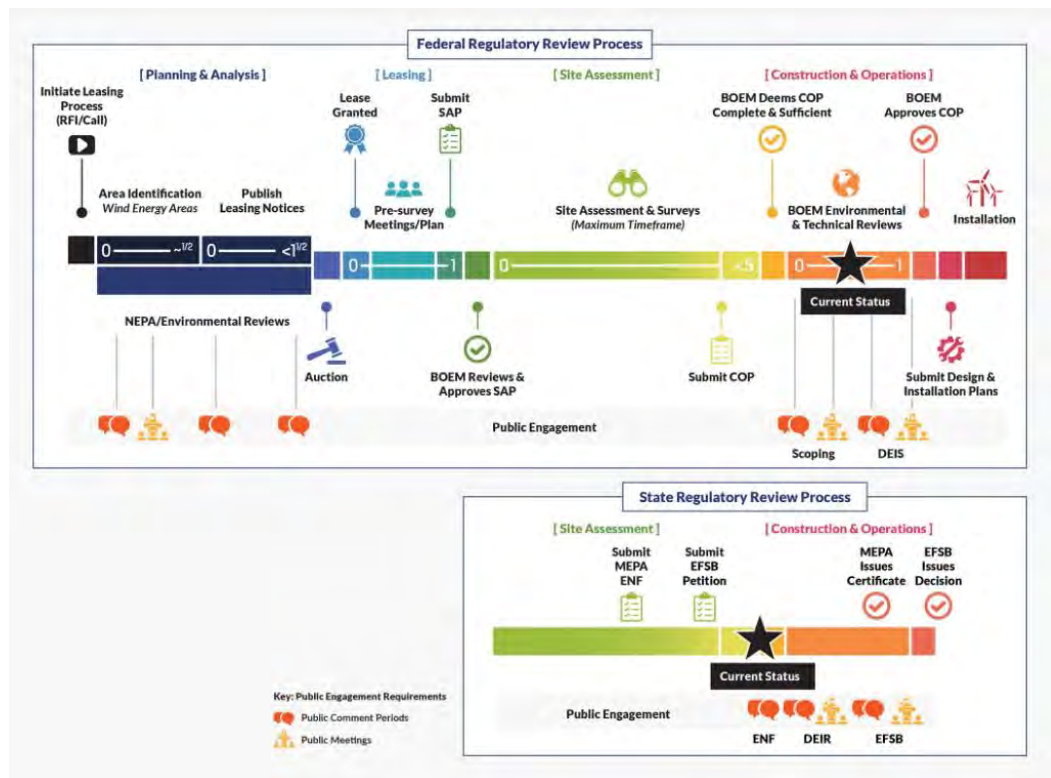 Federal Regulatory Review Process
[ Planning & Analysis ]
[ Leasing ]
[ Site Assessment ]
[ Construction & Operations ]
Initiate Leasing
Process
(RFI/Call)
Lease
Granted
Submit
SAP
BOEM Deems COP
Complete & Sufficient
BOEM
Approves COP
Area Identification
Wind Energy Areas
Publish
Leasing Notices
Pre-survey
Meetings/Plan
Site Assessment & Surveys
(Maximum Timeframe)
BOEM Environmental
& Technical Reviews
Installation
0 ~1/2
0 <11/2
0 1
0 <5
0 1
Current Status
NEPA/Environmental Reviews
Auction
BOEM Reviews &
Approves SAP
Submit COP
Submit Design &
Installation Plans
Public Engagement
Scoping
DEIS
State Regulatory Review Process
[ Site Assessment ]
[ Construction & Operations ]
Submit
MEPA
ENF
Submit
EFSB
Petition
MEPA
Issues
Certificate
EFSB
Issues
Decision
Current Status
Key: Public Engagement Requirements
Public Comment Periods
Public Meetings
Public Engagement
ENF
DEIR
EFSB